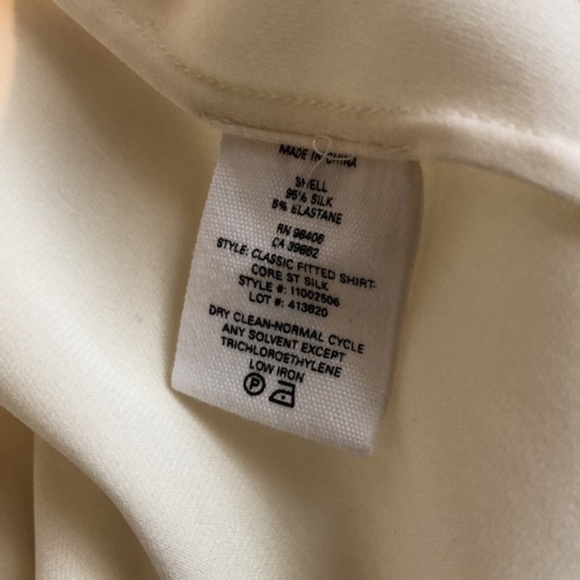 MADE IN CHINA
SHELL
95% SILK
5% ELASTANE
RN 98406
CA 39662
STYLE: CLASSIC FITTED SHIRT-
CORE ST SILK
STYLE #: 11002506
LOT #: 413820
DRY CLEAN-NORMAL CYCLE
ANY SOLVENT EXCEPT
TRICHLOROETHYLENE
LOW IRON
P